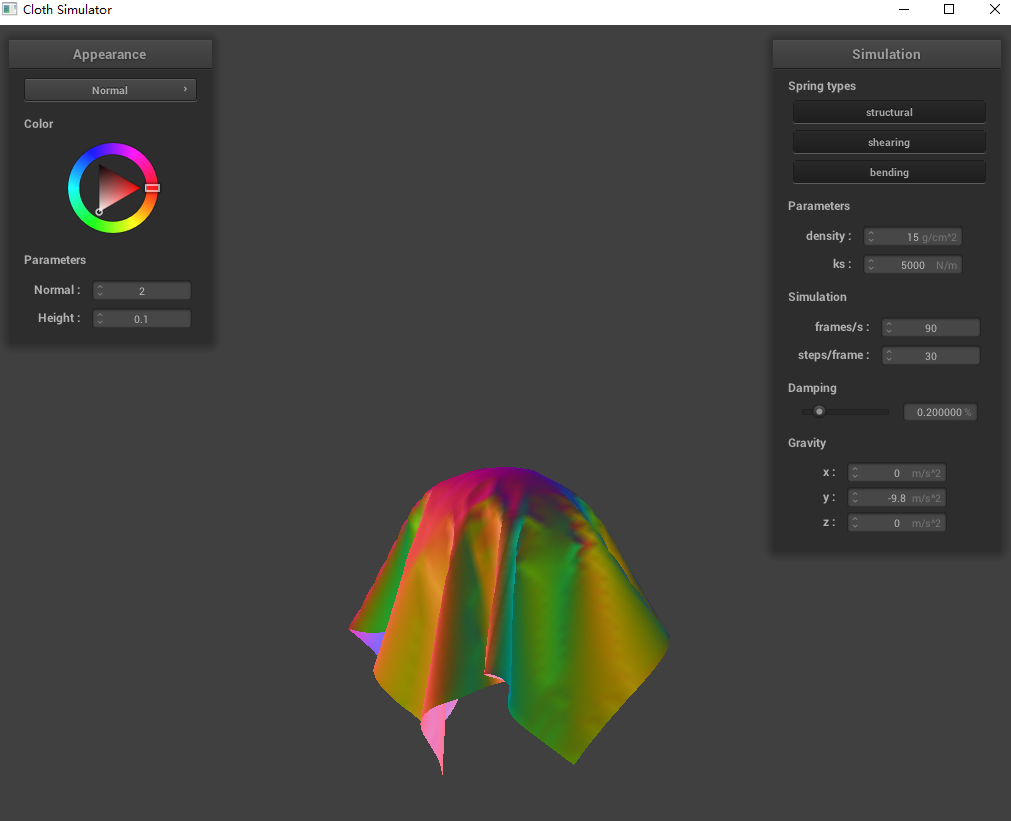 Cloth Simulator
Appearance
Normal
Color
Parameters
Normal : 2
Height : 0.1
Simulation
Spring types
structural
shearing
bending
Parameters
density : 15 g/cm^2
ks : 5000 N/m
Simulation
frames/s : 90
steps/frame : 30
Damping
0.200000 %
Gravity
x : 0 m/s^2
y : -9.8 m/s^2
z : 0 m/s^2